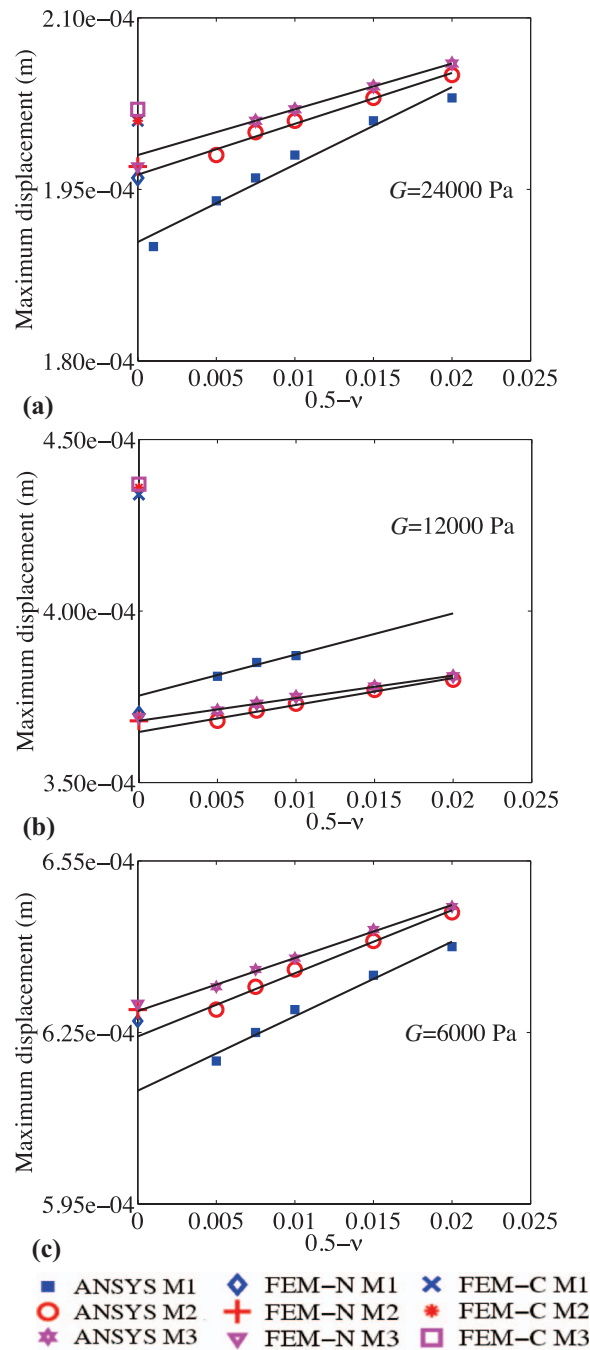 2.10e−04
1.95e−04
1.80e−04
Maximum displacement (m)
G=24000 Pa
0 0.005 0.01 0.015 0.02 0.025
0.5−ν
(a)
4.50e−04
4.00e−04
3.50e−04
Maximum displacement (m)
G=12000 Pa
0 0.005 0.01 0.015 0.02 0.025
0.5−ν
(b)
6.55e−04
6.25e−04
5.95e−04
Maximum displacement (m)
G=6000 Pa
0 0.005 0.01 0.015 0.02 0.025
0.5−ν
(c)
ANSYS M1 FEM−N M1 FEM−C M1
ANSYS M2 FEM−N M2 FEM−C M2
ANSYS M3 FEM−N M3 FEM−C M3